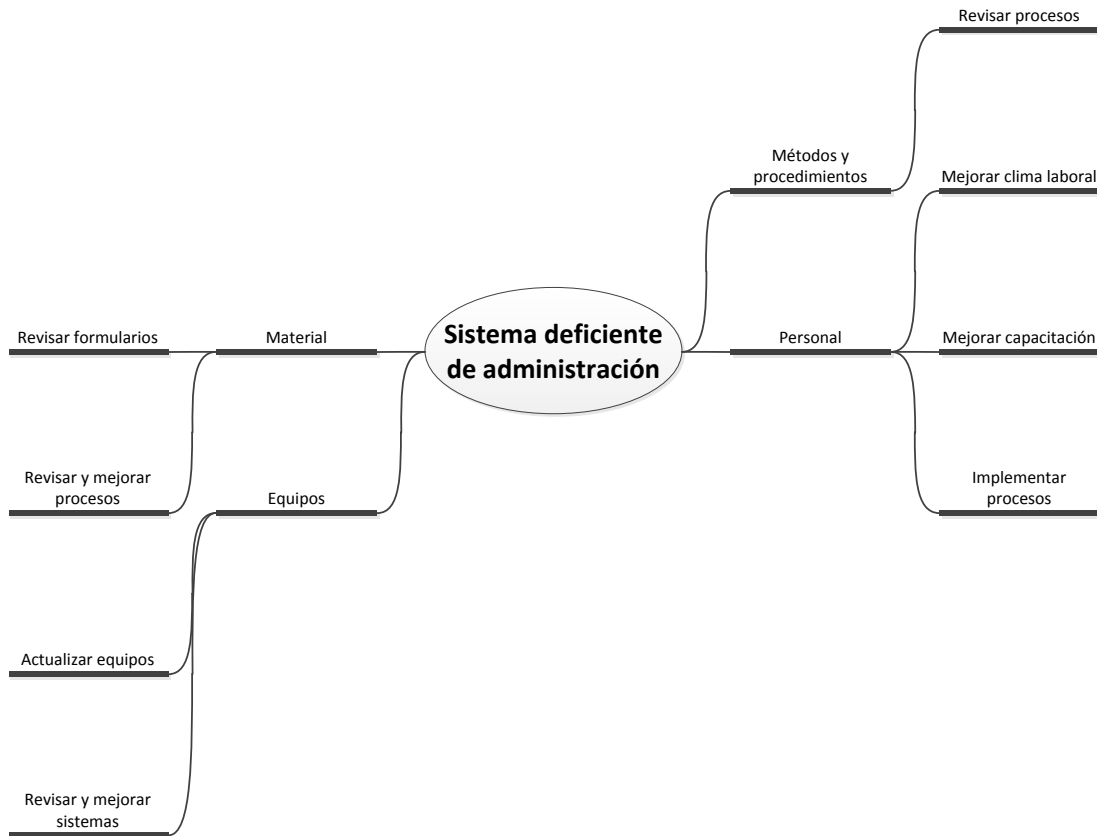 Revisar procesos
Métodos y
procedimientos
Mejorar clima laboral
Sistema deficiente
de administración
Revisar formularios
Material
Personal
Mejorar capacitación
Revisar y mejorar
procesos
Equipos
Implementar
procesos
Actualizar equipos
Revisar y mejorar
sistemas